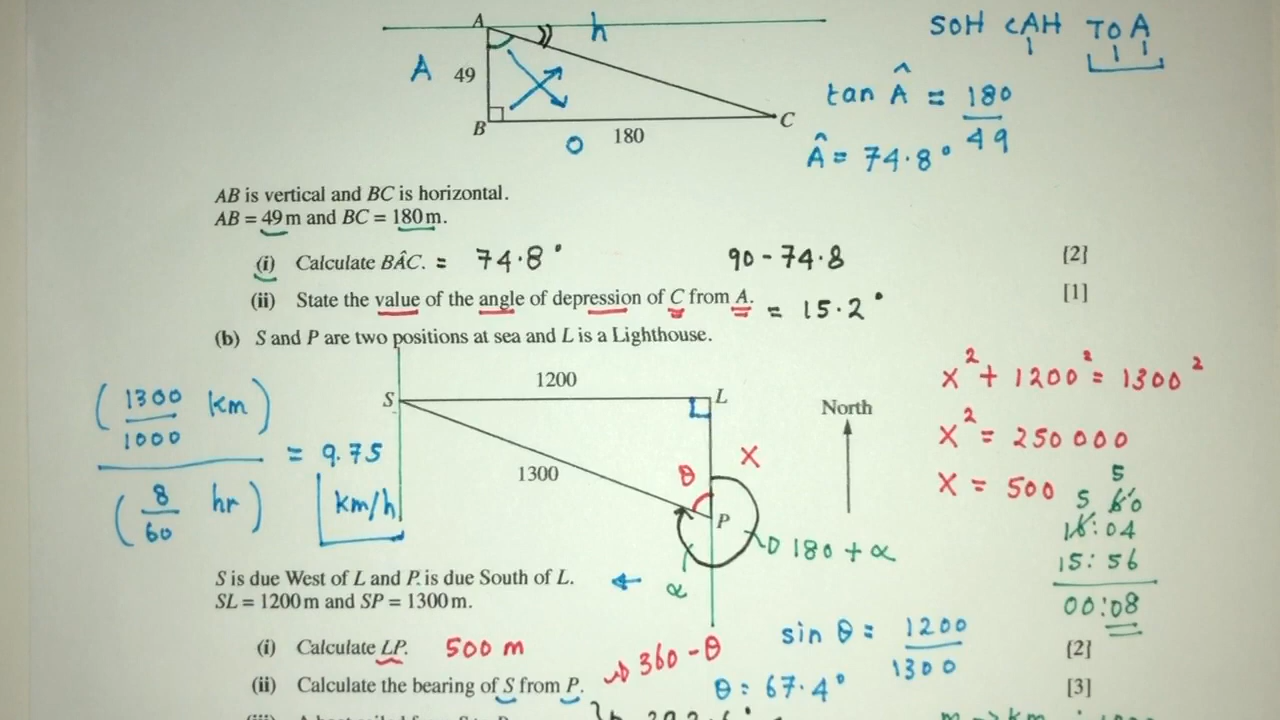 A
h
SOH CAH TOA
A 49
tan Â = 180
49
B
O
180
C
Â = 74.8°
AB is vertical and BC is horizontal.
AB = 49 m and BC = 180 m.
(i) Calculate BÂC. = 74.8° 90 - 74.8 [2]
(ii) State the value of the angle of depression of C from A. = 15.2° [1]
(b) S and P are two positions at sea and L is a Lighthouse.
x² + 1200² = 1300²
x² = 250 000
x = 500
1200
S
L
North
1300
θ
X
P
α
180 + α
(1300 km)
1000
(8 hr)
60
= 9.75
km/h
5
5 60
16:04
15:56
00:08
S is due West of L and P is due South of L.
SL = 1200 m and SP = 1300 m.
sin θ = 1200
1300
(i) Calculate LP. 500 m [2]
360 - θ
(ii) Calculate the bearing of S from P. θ = 67.4° [3]